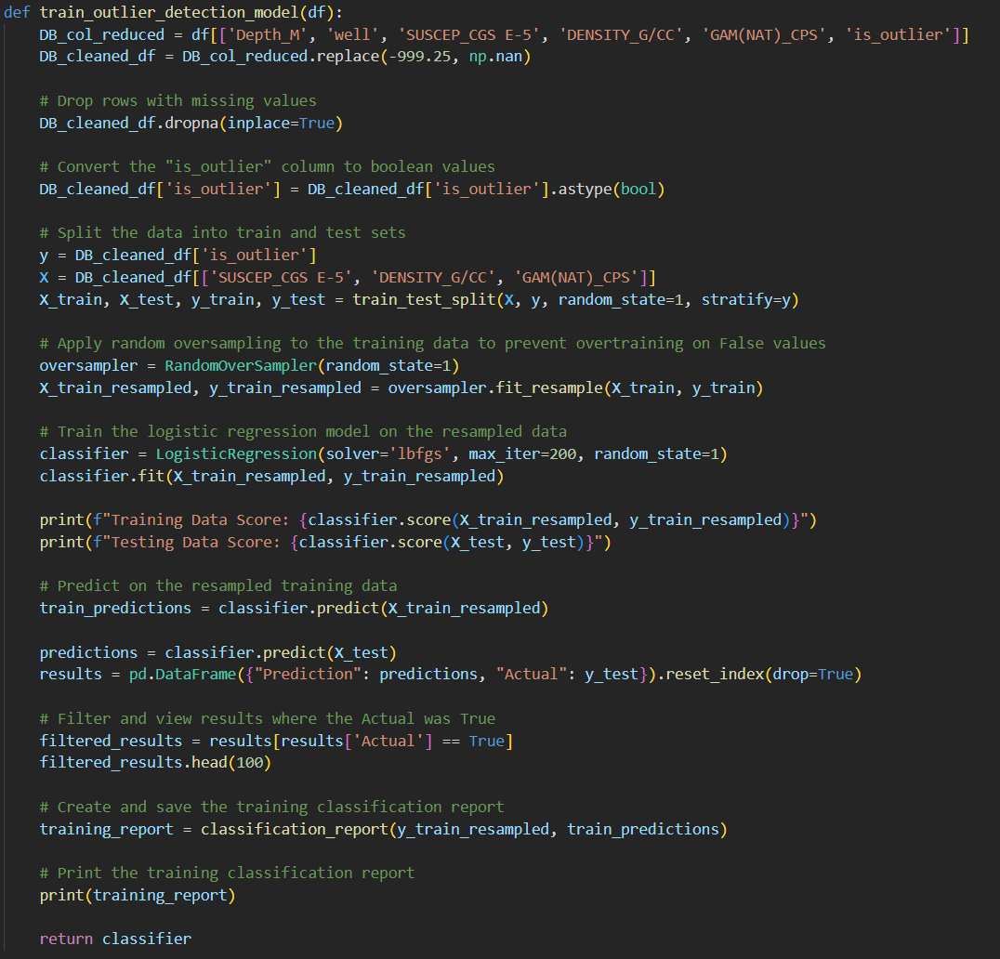 def train_outlier_detection_model(df):
DB_col_reduced = df[['Depth_M', 'well', 'SUSCEP_CGS E-5', 'DENSITY_G/CC', 'GAM(NAT)_CPS', 'is_outlier']]
DB_cleaned_df = DB_col_reduced.replace(-999.25, np.nan)
# Drop rows with missing values
DB_cleaned_df.dropna(inplace=True)
# Convert the "is_outlier" column to boolean values
DB_cleaned_df['is_outlier'] = DB_cleaned_df['is_outlier'].astype(bool)
# Split the data into train and test sets
y = DB_cleaned_df['is_outlier']
X = DB_cleaned_df[['SUSCEP_CGS E-5', 'DENSITY_G/CC', 'GAM(NAT)_CPS']]
X_train, X_test, y_train, y_test = train_test_split(X, y, random_state=1, stratify=y)
# Apply random oversampling to the training data to prevent overtraining on False values
oversampler = RandomOverSampler(random_state=1)
X_train_resampled, y_train_resampled = oversampler.fit_resample(X_train, y_train)
# Train the logistic regression model on the resampled data
classifier = LogisticRegression(solver='lbfgs', max_iter=200, random_state=1)
classifier.fit(X_train_resampled, y_train_resampled)
print(f"Training Data Score: {classifier.score(X_train_resampled, y_train_resampled)}")
print(f"Testing Data Score: {classifier.score(X_test, y_test)}")
# Predict on the resampled training data
train_predictions = classifier.predict(X_train_resampled)
predictions = classifier.predict(X_test)
results = pd.DataFrame({"Prediction": predictions, "Actual": y_test}).reset_index(drop=True)
# Filter and view results where the Actual was True
filtered_results = results[results['Actual'] == True]
filtered_results.head(100)
# Create and save the training classification report
training_report = classification_report(y_train_resampled, train_predictions)
# Print the training classification report
print(training_report)
return classifier